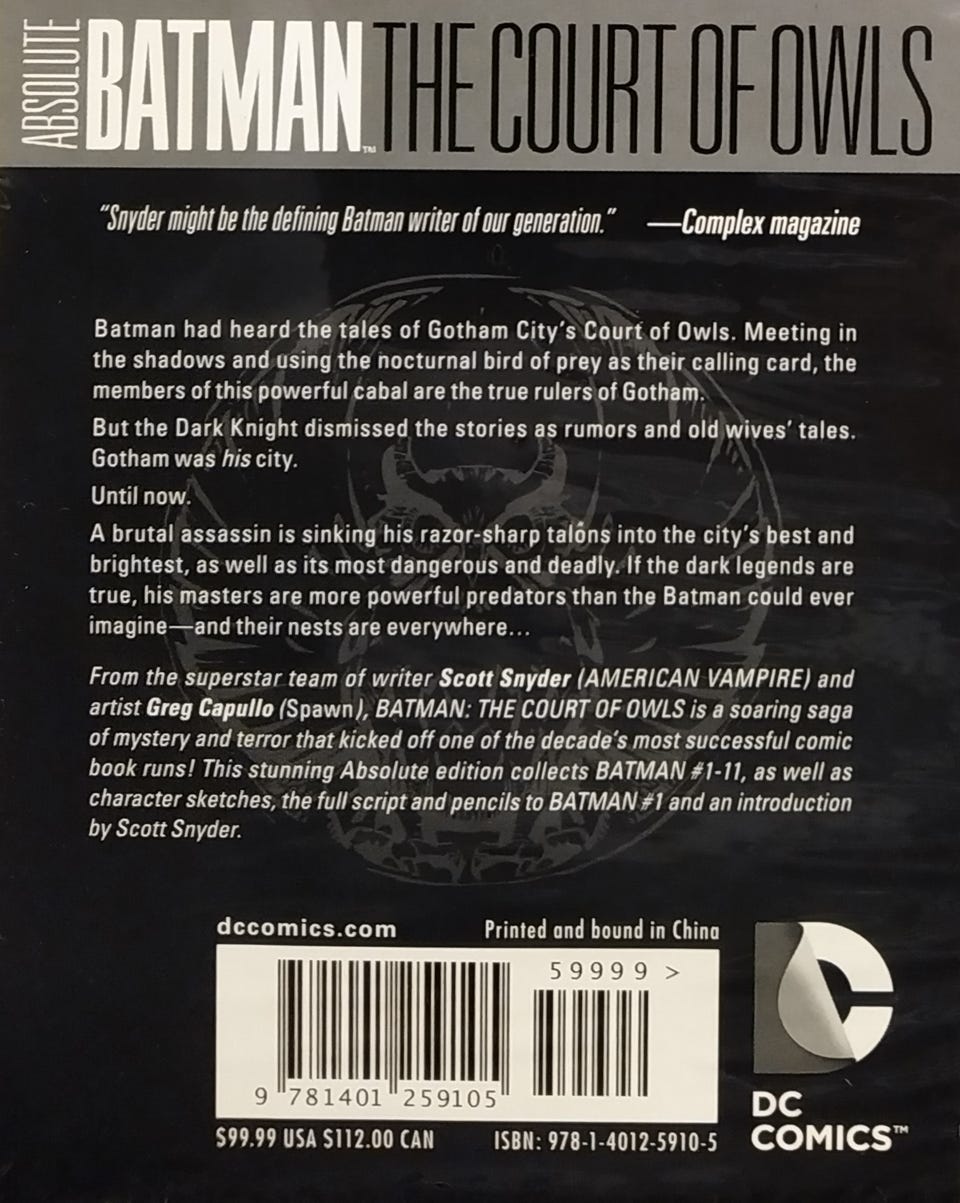 ABSOLUTE BATMAN™ THE COURT OF OWLS
"Snyder might be the defining Batman writer of our generation." —Complex magazine
Batman had heard the tales of Gotham City's Court of Owls. Meeting in
the shadows and using the nocturnal bird of prey as their calling card, the
members of this powerful cabal are the true rulers of Gotham.
But the Dark Knight dismissed the stories as rumors and old wives' tales.
Gotham was his city.
Until now.
A brutal assassin is sinking his razor-sharp talons into the city's best and
brightest, as well as its most dangerous and deadly. If the dark legends are
true, his masters are more powerful predators than the Batman could ever
imagine—and their nests are everywhere...
From the superstar team of writer Scott Snyder (AMERICAN VAMPIRE) and
artist Greg Capullo (Spawn), BATMAN: THE COURT OF OWLS is a soaring saga
of mystery and terror that kicked off one of the decade's most successful comic
book runs! This stunning Absolute edition collects BATMAN #1-11, as well as
character sketches, the full script and pencils to BATMAN #1 and an introduction
by Scott Snyder.
dccomics.com Printed and bound in China
59999 >
9 781401 259105
$99.99 USA $112.00 CAN ISBN: 978-1-4012-5910-5
DC
COMICS™